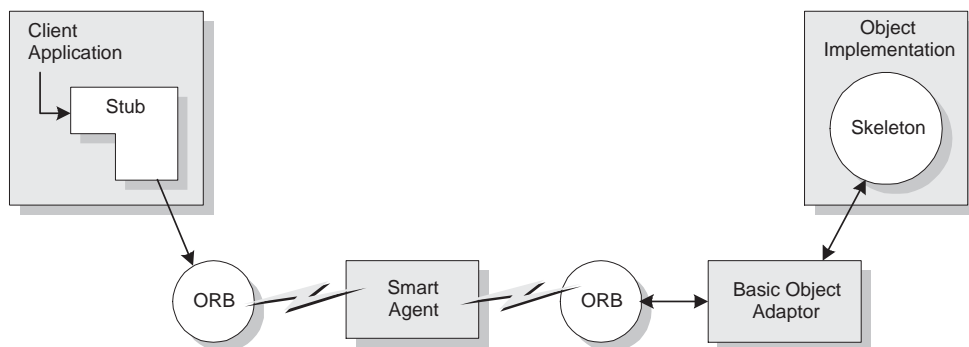 Client
Application
Stub
Object
Implementation
Skeleton
ORB
Smart
Agent
ORB
Basic Object
Adaptor